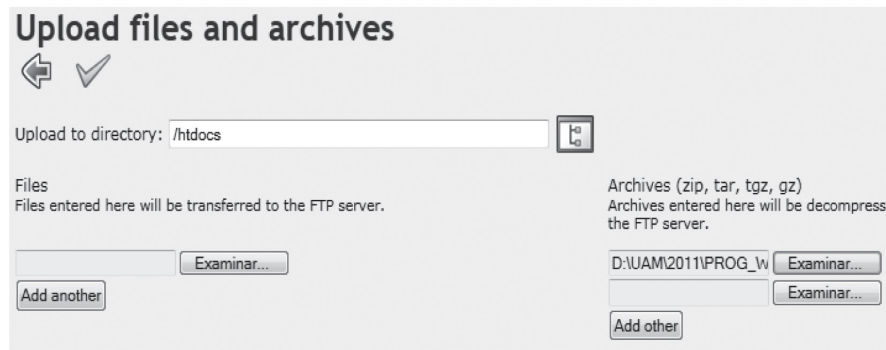 Upload files and archives
Upload to directory: /htdocs
Files
Files entered here will be transferred to the FTP server.
Examinar...
Add another
Archives (zip, tar, tgz, gz)
Archives entered here will be decompress
the FTP server.
D:\UAM\2011\PROG_W Examinar...
Examinar...
Add other